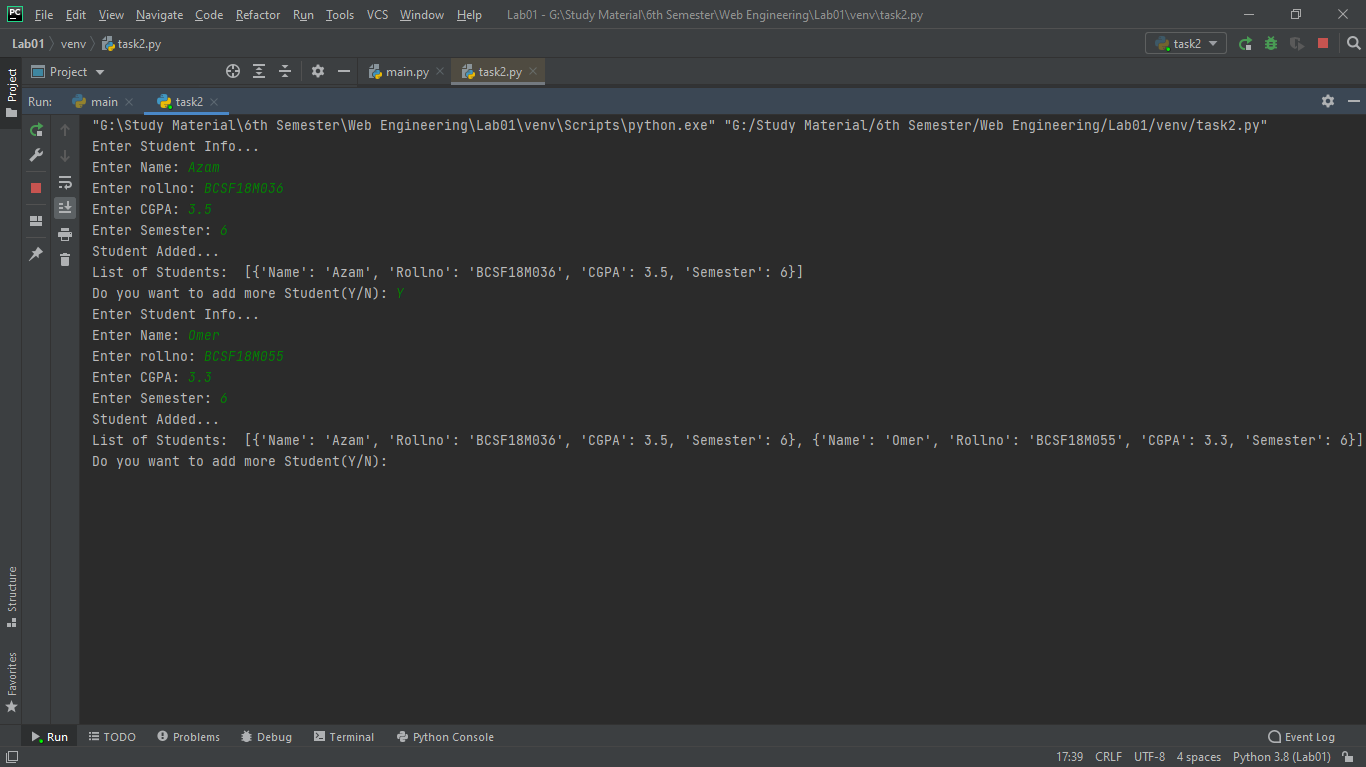 PC File Edit View Navigate Code Refactor Run Tools VCS Window Help Lab01 - G:\Study Material\6th Semester\Web Engineering\Lab01\venv\task2.py
Lab01 venv task2.py task2
Project Project main.py task2.py
Run: main task2
"G:\Study Material\6th Semester\Web Engineering\Lab01\venv\Scripts\python.exe" "G:/Study Material/6th Semester/Web Engineering/Lab01/venv/task2.py"
Enter Student Info...
Enter Name: Azam
Enter rollno: BCSF18M036
Enter CGPA: 3.5
Enter Semester: 6
Student Added...
List of Students:  [{'Name': 'Azam', 'Rollno': 'BCSF18M036', 'CGPA': 3.5, 'Semester': 6}]
Do you want to add more Student(Y/N): Y
Enter Student Info...
Enter Name: Omer
Enter rollno: BCSF18M055
Enter CGPA: 3.3
Enter Semester: 6
Student Added...
List of Students:  [{'Name': 'Azam', 'Rollno': 'BCSF18M036', 'CGPA': 3.5, 'Semester': 6}, {'Name': 'Omer', 'Rollno': 'BCSF18M055', 'CGPA': 3.3, 'Semester': 6}]
Do you want to add more Student(Y/N):
Structure
Favorites
Run TODO Problems Debug Terminal Python Console Event Log
17:39 CRLF UTF-8 4 spaces Python 3.8 (Lab01)